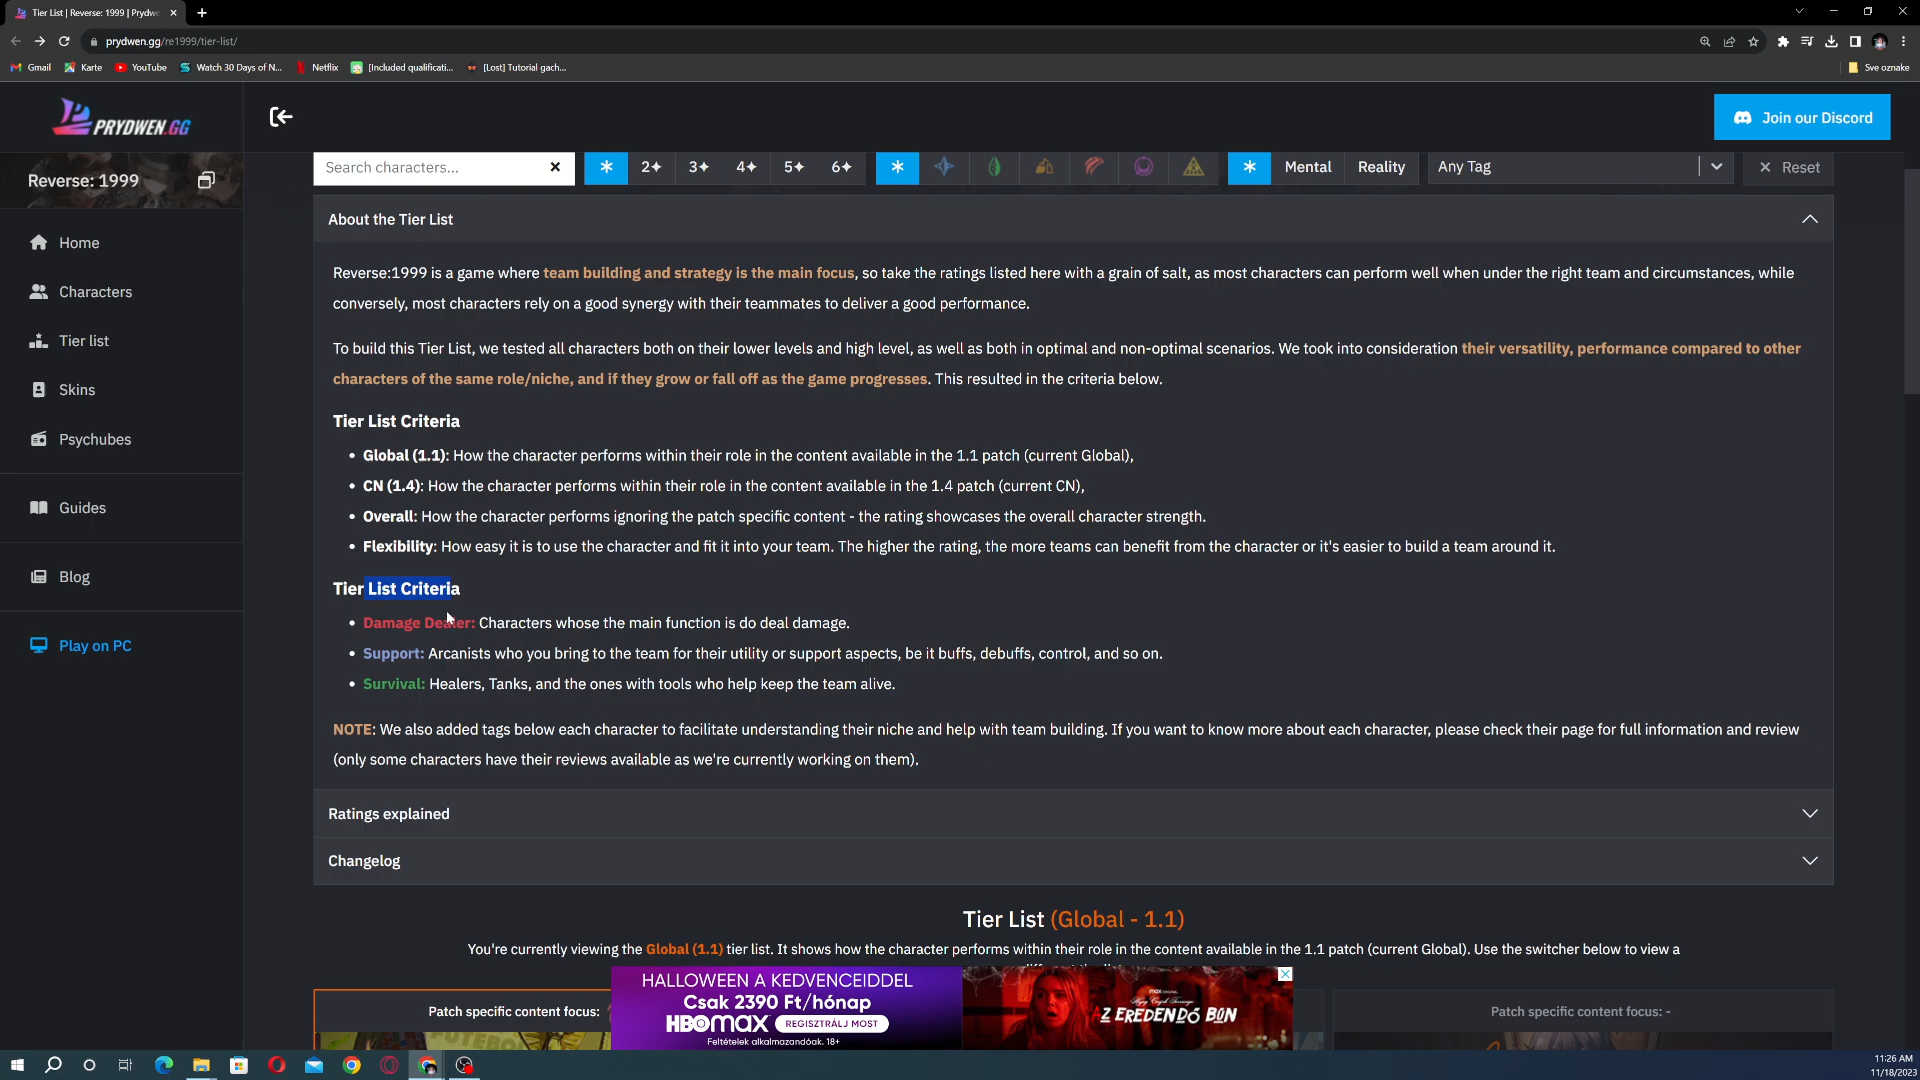 Tier List | Reverse: 1999 | Prydwe
prydwen.gg/re1999/tier-list/
Gmail
Karte
YouTube
Watch 30 Days of N...
Netflix
[Included qualificati...
[Lost] Tutorial gach...
Sve oznake
PRYDWEN.GG
Join our Discord
Reverse: 1999
Search characters...
2
3
4
5
6
Mental
Reality
Any Tag
Reset
Home
Characters
Tier list
Skins
Psychubes
Guides
Blog
Play on PC
About the Tier List
Reverse:1999 is a game where team building and strategy is the main focus, so take the ratings listed here with a grain of salt, as most characters can perform well when under the right team and circumstances, while
conversely, most characters rely on a good synergy with their teammates to deliver a good performance.
To build this Tier List, we tested all characters both on their lower levels and high level, as well as both in optimal and non-optimal scenarios. We took into consideration their versatility, performance compared to other
characters of the same role/niche, and if they grow or fall off as the game progresses. This resulted in the criteria below.
Tier List Criteria
• Global (1.1): How the character performs within their role in the content available in the 1.1 patch (current Global),
• CN (1.4): How the character performs within their role in the content available in the 1.4 patch (current CN),
• Overall: How the character performs ignoring the patch specific content - the rating showcases the overall character strength.
• Flexibility: How easy it is to use the character and fit it into your team. The higher the rating, the more teams can benefit from the character or it's easier to build a team around it.
Tier List Criteria
• Damage Dealer: Characters whose the main function is do deal damage.
• Support: Arcanists who you bring to the team for their utility or support aspects, be it buffs, debuffs, control, and so on.
• Survival: Healers, Tanks, and the ones with tools who help keep the team alive.
NOTE: We also added tags below each character to facilitate understanding their niche and help with team building. If you want to know more about each character, please check their page for full information and review
(only some characters have their reviews available as we're currently working on them).
Ratings explained
Changelog
Tier List (Global - 1.1)
You're currently viewing the Global (1.1) tier list. It shows how the character performs within their role in the content available in the 1.1 patch (current Global). Use the switcher below to view a
Patch specific content focus:
Patch specific content focus: -
HALLOWEEN A KEDVENCEIDDEL
Csak 2390 Ft/hónap
HBOMAX REGISZTRÁLJ MOST
Feltételek alkalmazandóak. 18+
Z EREDENDŐ BŰN
11:26 AM
11/18/2023